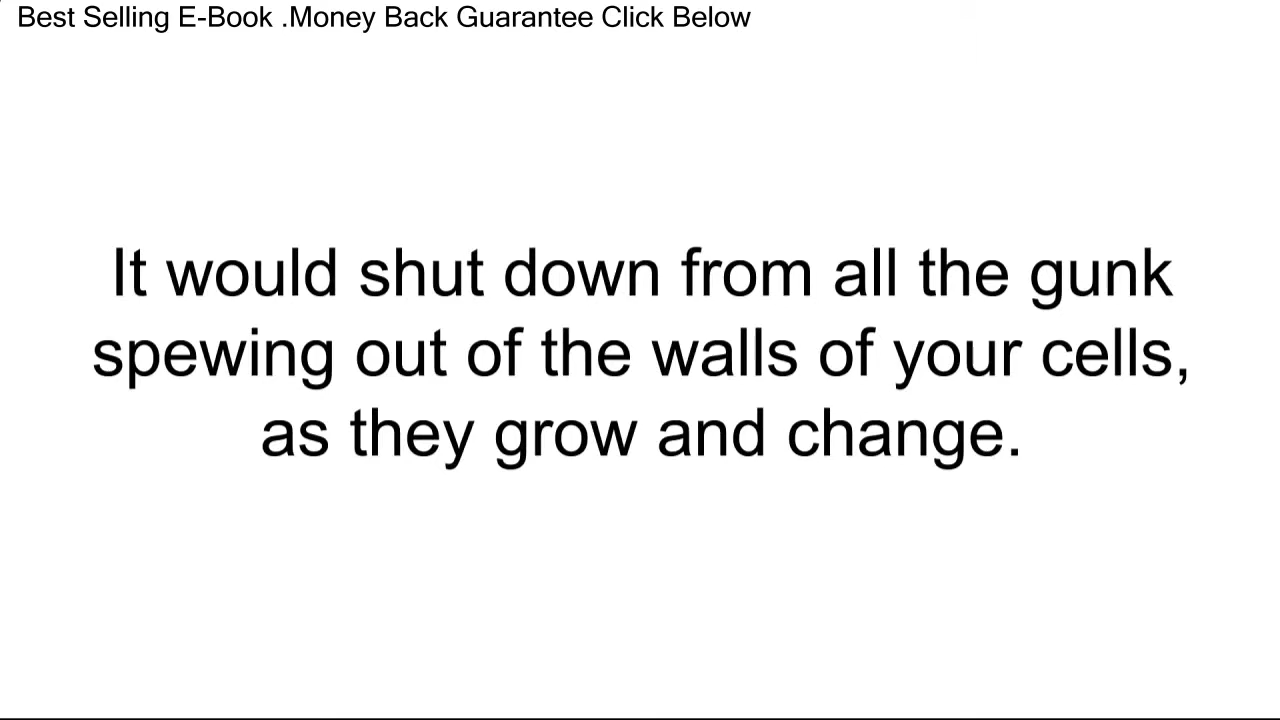 Best Selling E-Book .Money Back Guarantee Click Below
It would shut down from all the gunk
spewing out of the walls of your cells,
as they grow and change.